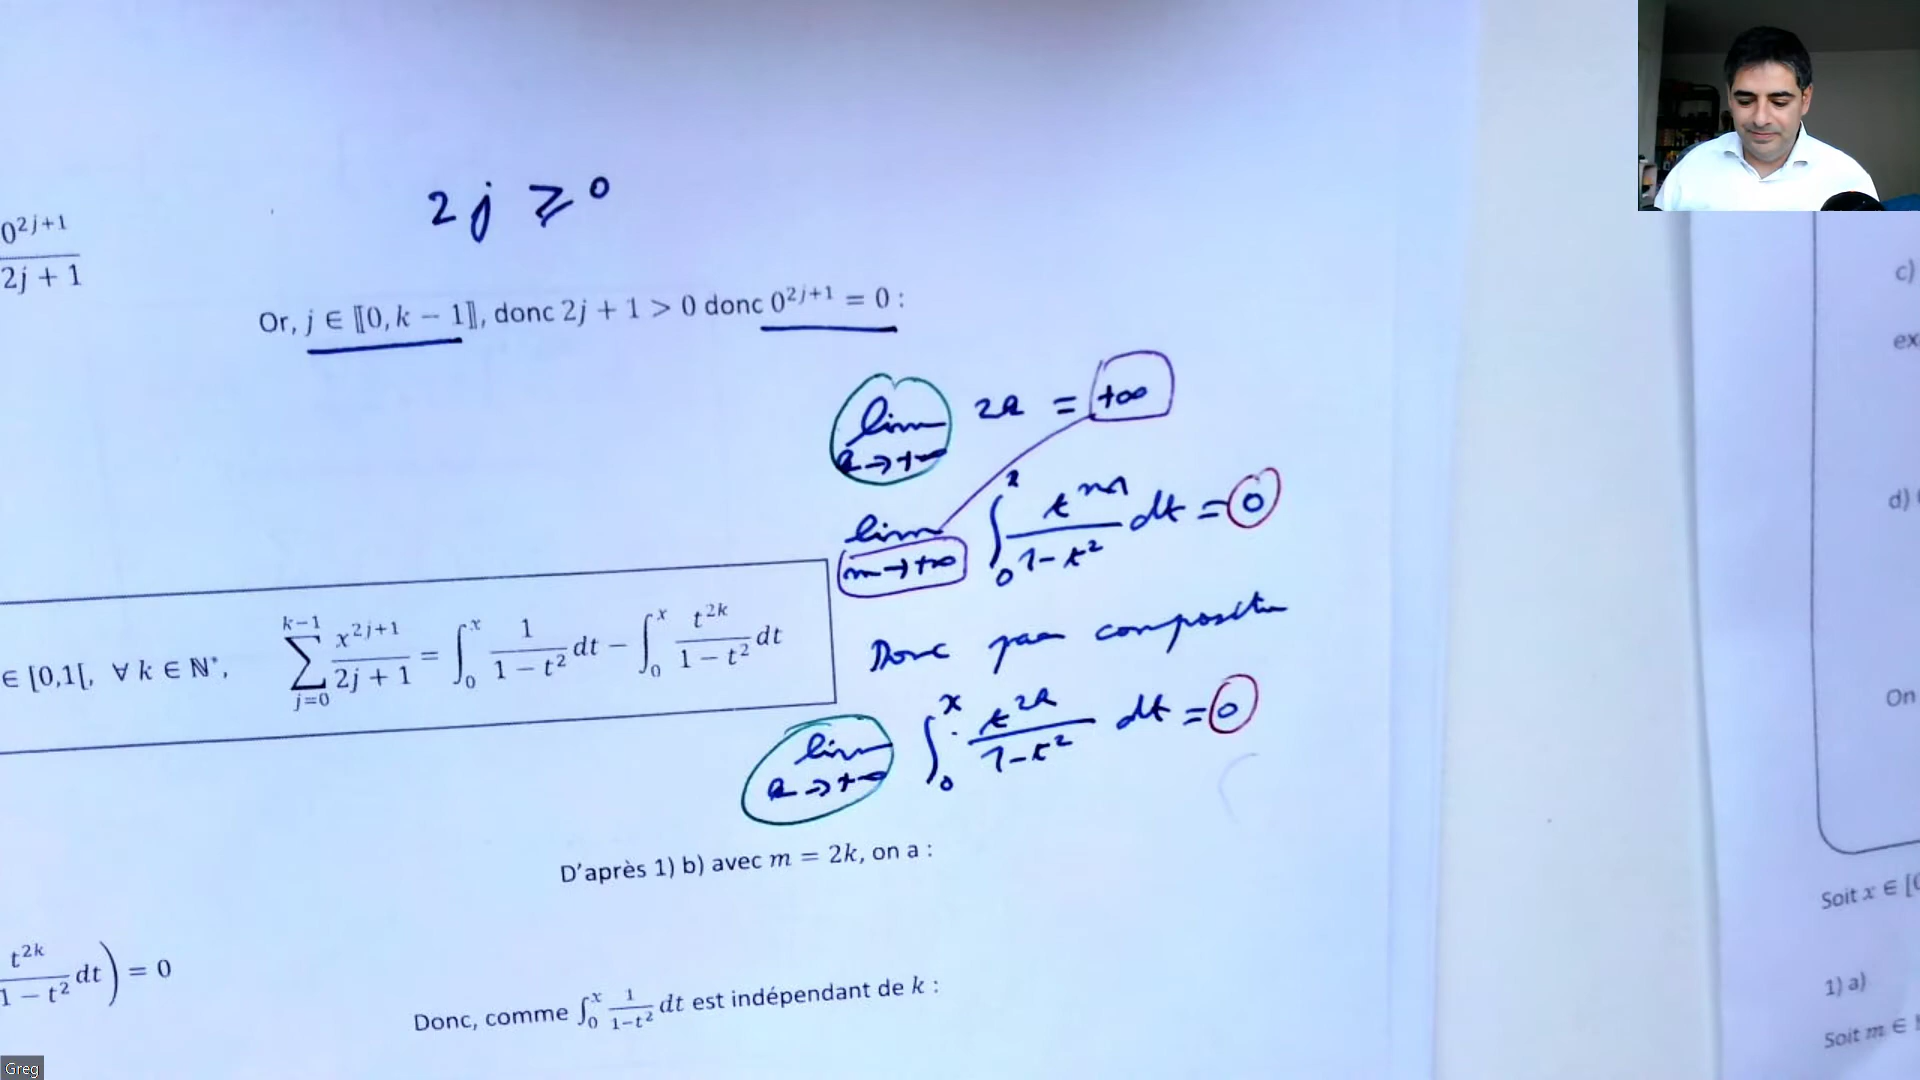 0^{2j+1}
2j + 1
2j ⩾ 0
Or, j ∈ ⟦0, k − 1⟧, donc 2j + 1 > 0 donc 0^{2j+1} = 0 :
lim_{k→+∞} 2k = +∞
lim_{m→+∞} ∫_0^x t^m/(1-t²) dt = 0
∈ [0,1[, ∀ k ∈ ℕ*, ∑_{j=0}^{k−1} x^{2j+1}/(2j + 1) = ∫_0^x 1/(1 − t²) dt − ∫_0^x t^{2k}/(1 − t²) dt
Donc par composition
lim_{k→+∞} ∫_0^x t^{2k}/(1-t²) dt = 0
D'après 1) b) avec m = 2k, on a :
t^{2k}/(1 − t²) dt) = 0
Donc, comme ∫_0^x 1/(1−t²) dt est indépendant de k :
c)
ex
d)
On
Soit x ∈ [0
1) a)
Soit m ∈
Greg